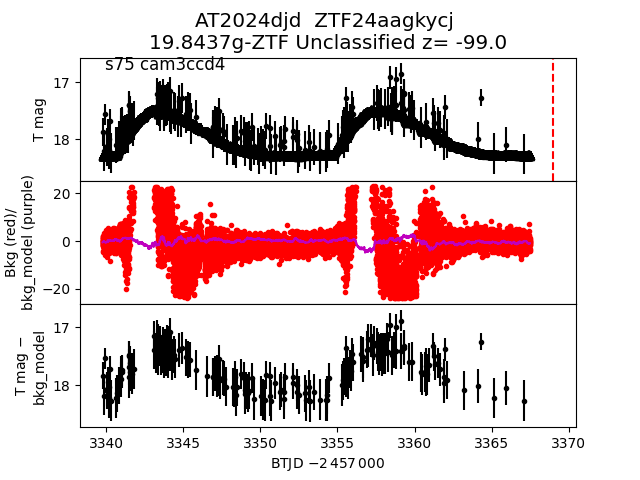 AT2024djd  ZTF24aagkycj
19.8437g-ZTF Unclassified z= -99.0
s75 cam3ccd4
T mag
17
18
Bkg (red)/
bkg_model (purple)
20
0
−20
T mag −
bkg_model
17
18
3340 3345 3350 3355 3360 3365 3370
BTJD −2 457 000